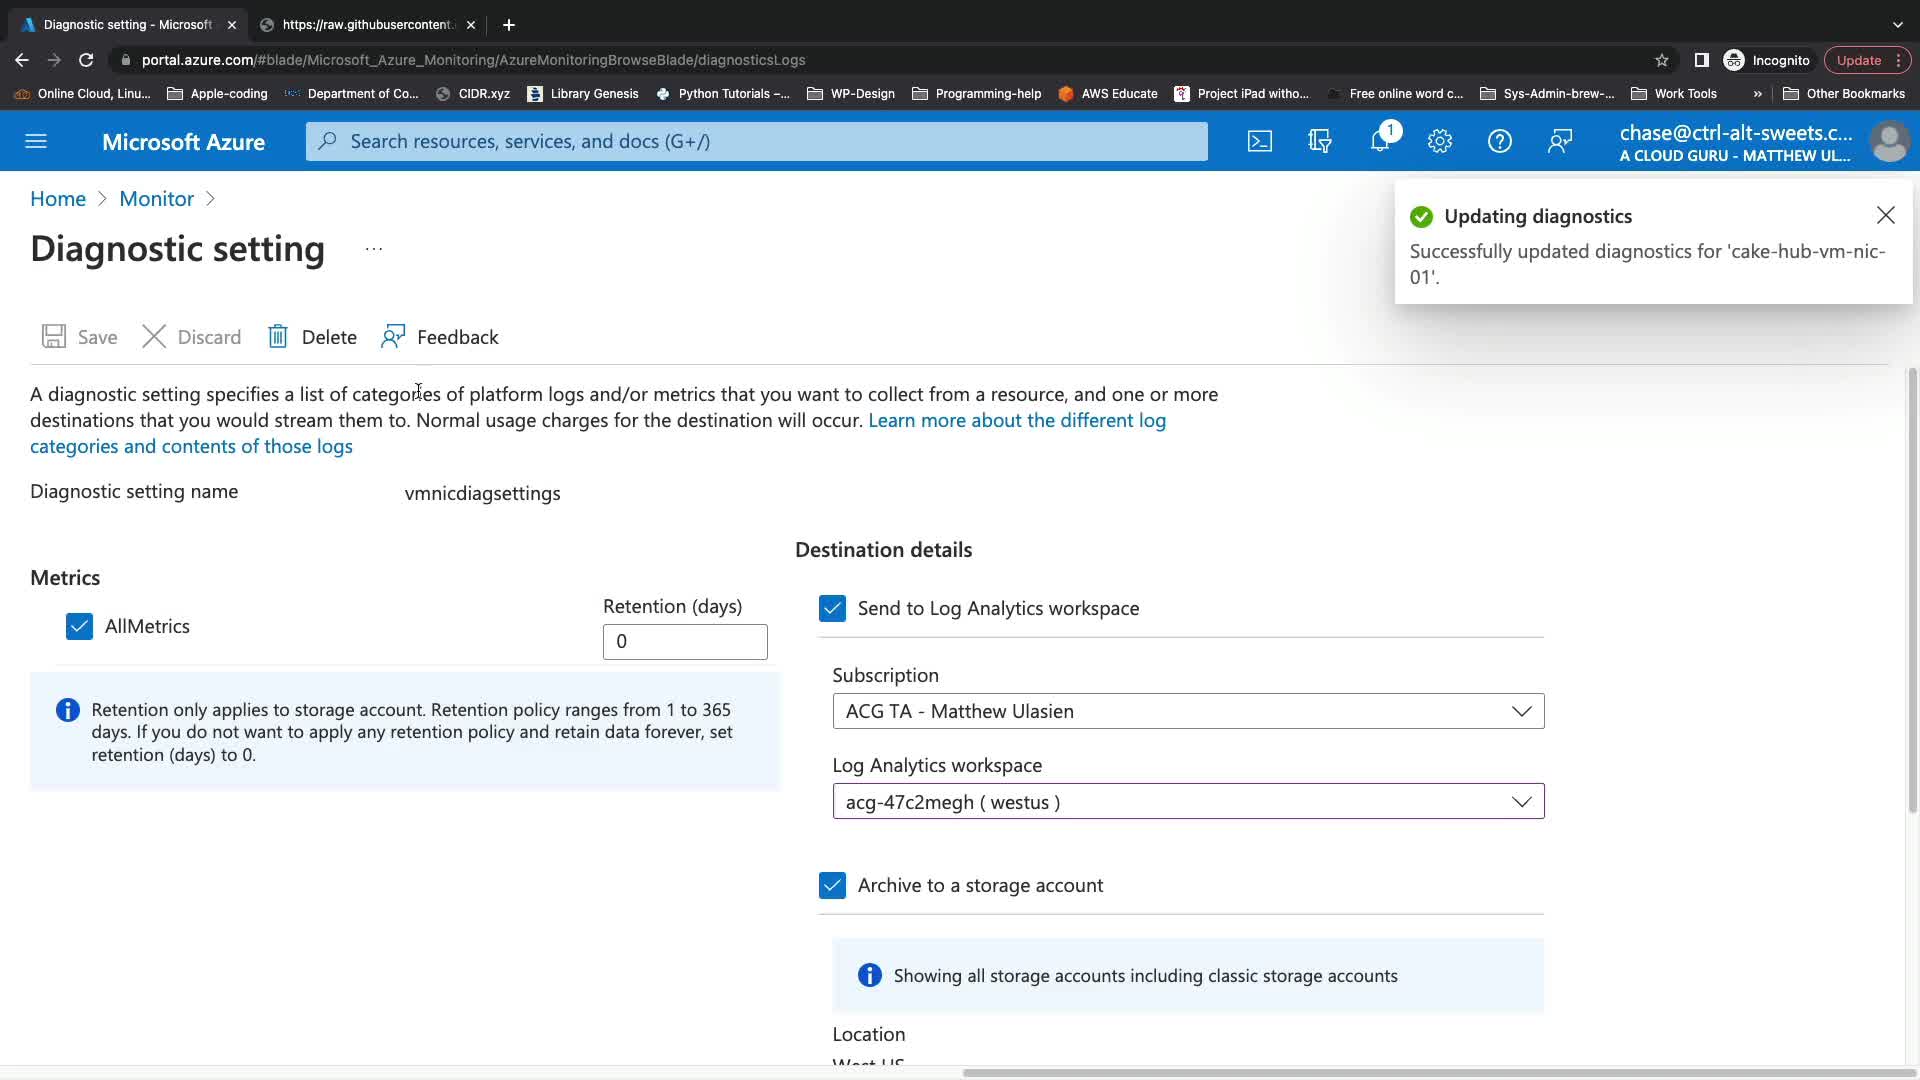 Diagnostic setting - Microsoft
https://raw.githubusercontent.
portal.azure.com/#blade/Microsoft_Azure_Monitoring/AzureMonitoringBrowseBlade/diagnosticsLogs
Incognito
Update
Online Cloud, Linu...
Apple-coding
Department of Co...
CIDR.xyz
Library Genesis
Python Tutorials –...
WP-Design
Programming-help
AWS Educate
Project iPad witho...
Free online word c...
Sys-Admin-brew-...
Work Tools
»
Other Bookmarks
Microsoft Azure
Search resources, services, and docs (G+/)
1
chase@ctrl-alt-sweets.c...
A CLOUD GURU - MATTHEW UL...
Home > Monitor >
Diagnostic setting ...
Updating diagnostics
Successfully updated diagnostics for 'cake-hub-vm-nic-
01'.
Save
Discard
Delete
Feedback
A diagnostic setting specifies a list of categories of platform logs and/or metrics that you want to collect from a resource, and one or more
destinations that you would stream them to. Normal usage charges for the destination will occur. Learn more about the different log
categories and contents of those logs
Diagnostic setting name
vmnicdiagsettings
Destination details
Metrics
AllMetrics
Retention (days)
0
Retention only applies to storage account. Retention policy ranges from 1 to 365
days. If you do not want to apply any retention policy and retain data forever, set
retention (days) to 0.
Send to Log Analytics workspace
Subscription
ACG TA - Matthew Ulasien
Log Analytics workspace
acg-47c2megh ( westus )
Archive to a storage account
Showing all storage accounts including classic storage accounts
Location
West US